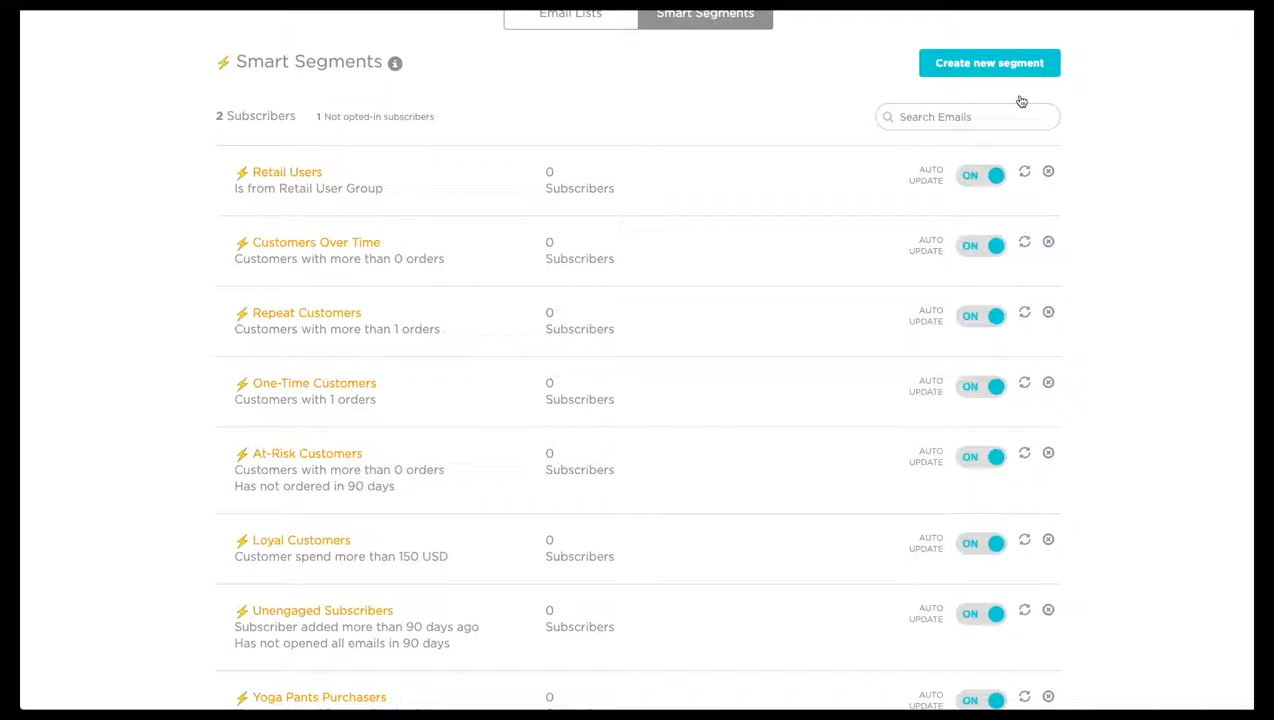 Email Lists
Smart Segments
Smart Segments
Create new segment
2 Subscribers
1 Not opted-in subscribers
Search Emails
Retail Users
Is from Retail User Group
0
Subscribers
AUTO
UPDATE
ON
Customers Over Time
Customers with more than 0 orders
0
Subscribers
AUTO
UPDATE
ON
Repeat Customers
Customers with more than 1 orders
0
Subscribers
AUTO
UPDATE
ON
One-Time Customers
Customers with 1 orders
0
Subscribers
AUTO
UPDATE
ON
At-Risk Customers
Customers with more than 0 orders
Has not ordered in 90 days
0
Subscribers
AUTO
UPDATE
ON
Loyal Customers
Customer spend more than 150 USD
0
Subscribers
AUTO
UPDATE
ON
Unengaged Subscribers
Subscriber added more than 90 days ago
Has not opened all emails in 90 days
0
Subscribers
AUTO
UPDATE
ON
Yoga Pants Purchasers
0
AUTO
UPDATE
ON